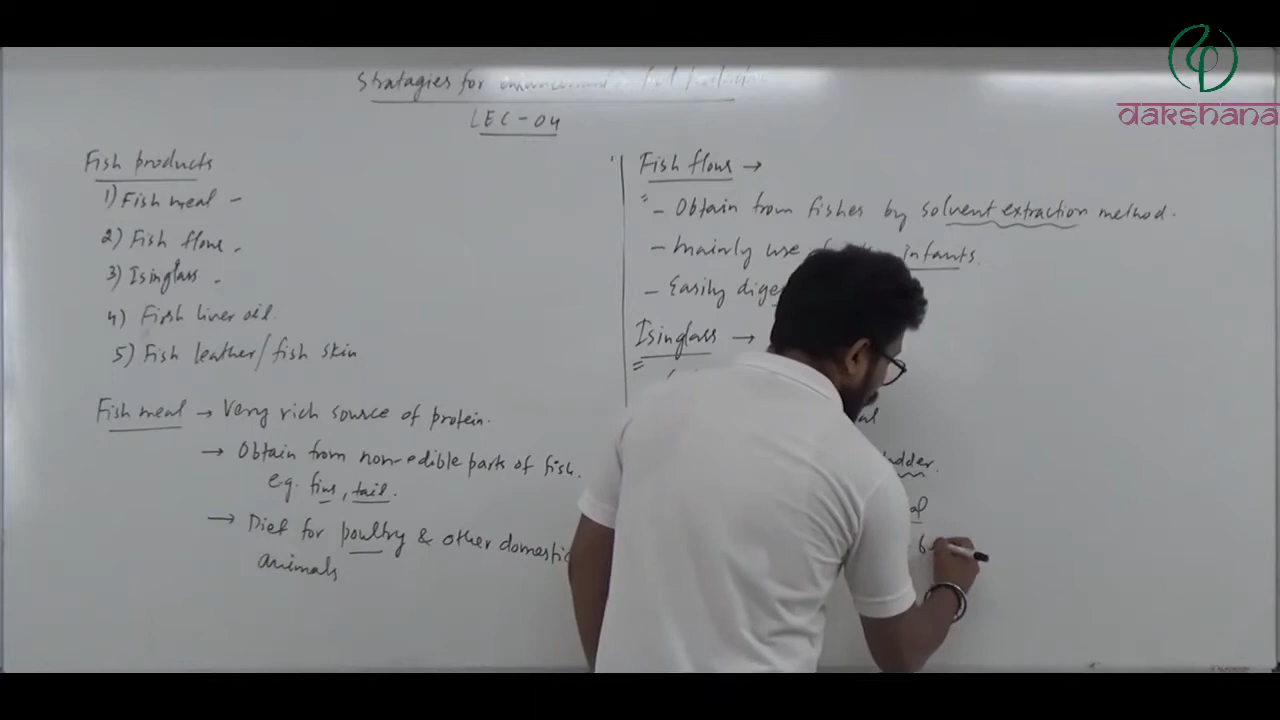 dakshana
Stratagies for
LEC-04
Fish products
1) Fish meal -
2) Fish flour -
3) Isinglass -
4) Fish liver oil
5) Fish leather/fish skin
Fish meal → Very rich source of protein.
→ Obtain from non-edible parts of fish.
e.g. fins, tail.
→ Diet for poultry & other domestic
animals
Fish flour →
- Obtain from fishes by solvent extraction method.
- Mainly use infants.
- Easily
Isinglass →